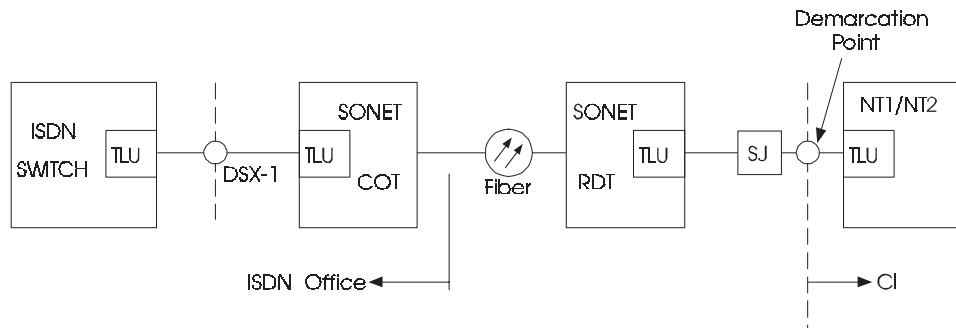 Demarcation
Point
ISDN
SWITCH
TLU
DSX-1
SONET
TLU
COT
Fiber
SONET
TLU
RDT
SJ
NT1/NT2
TLU
ISDN Office
CI